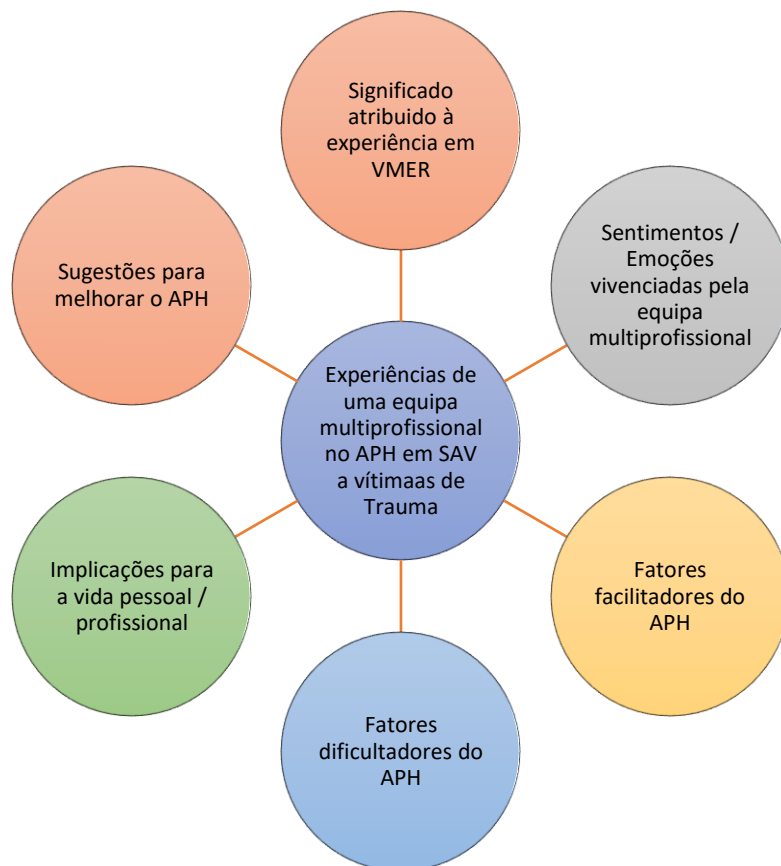 Significado
atribuido à
experiência em
VMER
Sentimentos /
Emoções
vivenciadas pela
equipa
multiprofissional
Sugestões para
melhorar o APH
Experiências de
uma equipa
multiprofissional
no APH em SAV
a vítimaas de
Trauma
Implicações para
a vida pessoal /
profissional
Fatores
facilitadores do
APH
Fatores
dificultadores do
APH